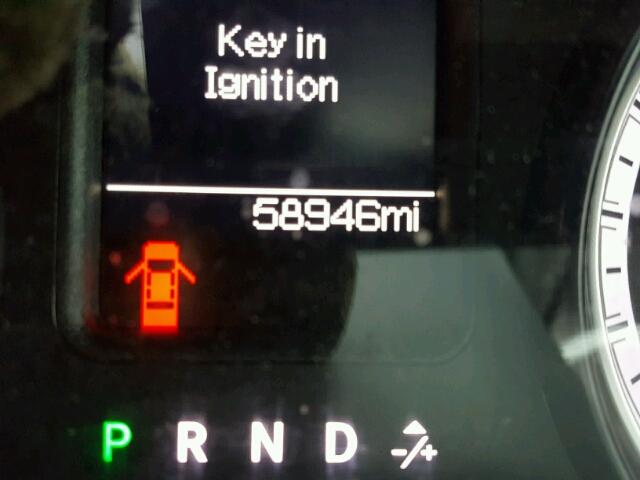 Key in
Ignition
58946mi
P R N D -/+